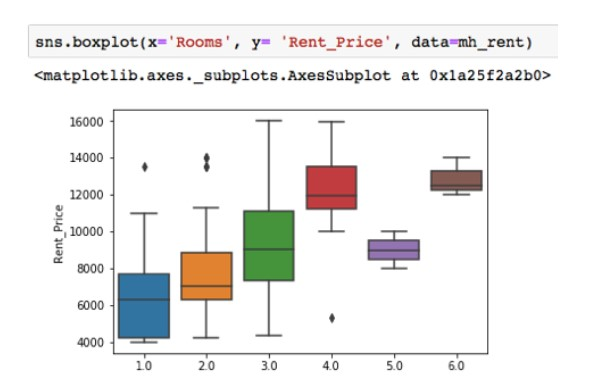 sns.boxplot(x='Rooms', y= 'Rent_Price', data=mh_rent)
<matplotlib.axes._subplots.AxesSubplot at 0x1a25f2a2b0>
16000
14000
12000
10000
8000
6000
4000
Rent_Price
1.0 2.0 3.0 4.0 5.0 6.0